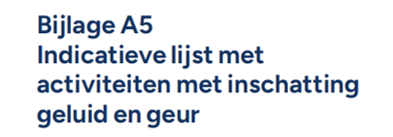 Bijlage A5
Indicatieve lijst met
activiteiten met inschatting
geluid en geur